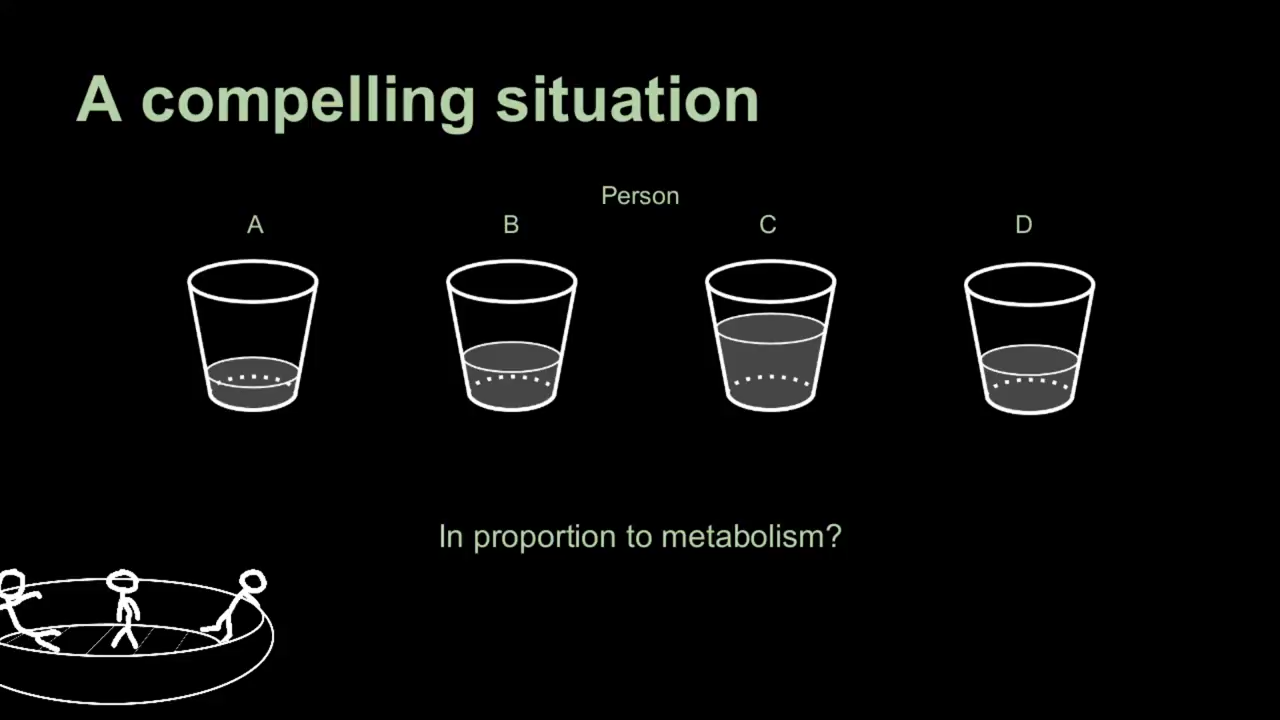 A compelling situation
Person
A B C D
In proportion to metabolism?